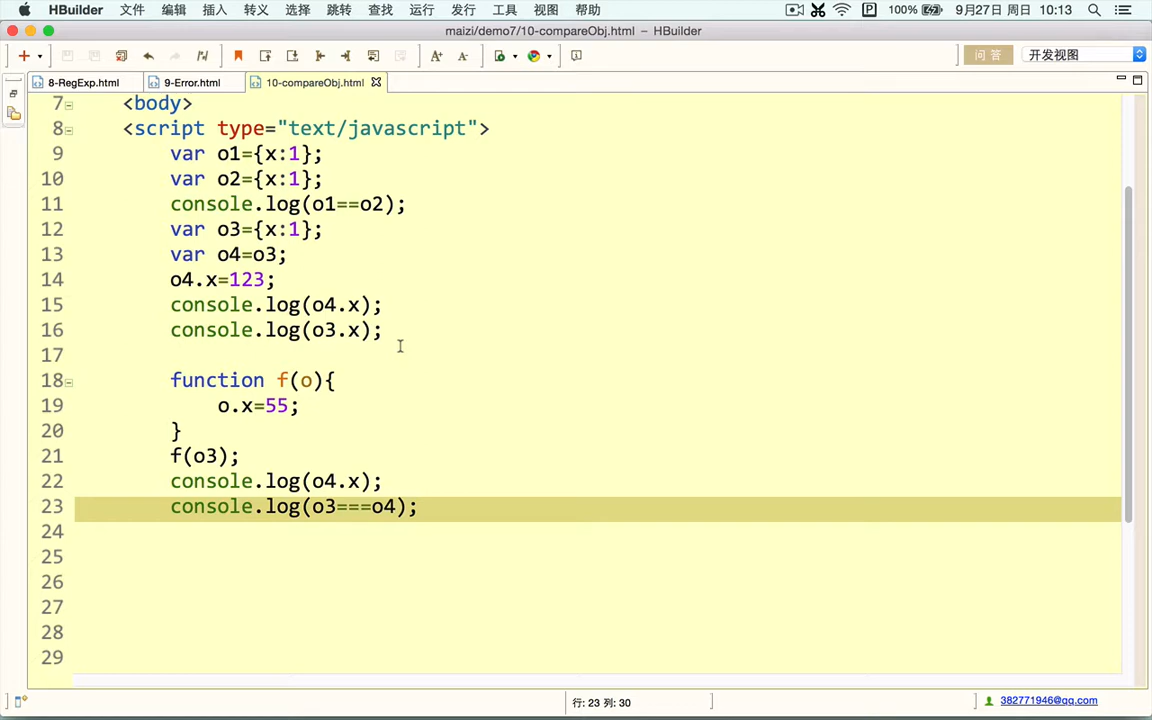 HBuilder 文件 编辑 插入 转义 选择 跳转 查找 运行 发行 工具 视图 帮助 100% 9月27日 周日 10:13
maizi/demo7/10-compareObj.html — HBuilder
A+ A- 问答 开发视图
8-RegExp.html 9-Error.html 10-compareObj.html
7 <body>
8 <script type="text/javascript">
9 var o1={x:1};
10 var o2={x:1};
11 console.log(o1==o2);
12 var o3={x:1};
13 var o4=o3;
14 o4.x=123;
15 console.log(o4.x);
16 console.log(o3.x);
17
18 function f(o){
19 o.x=55;
20 }
21 f(o3);
22 console.log(o4.x);
23 console.log(o3===o4);
24
25
26
27
28
29
行: 23 列: 30 382771946@qq.com